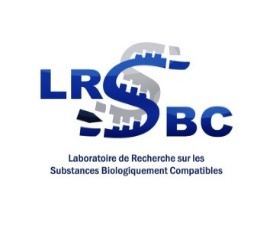 LRSBC
Laboratoire de Recherche sur les
Substances Biologiquement Compatibles